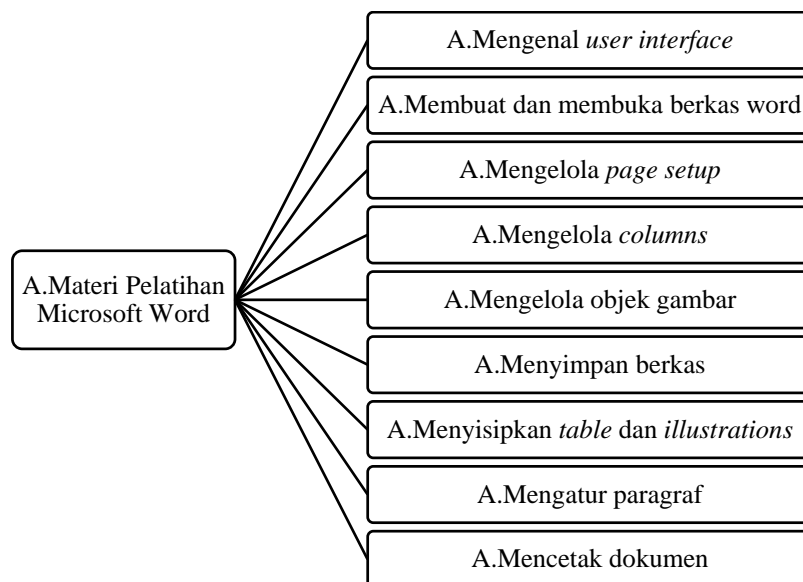 A.Mengenal user interface
A.Membuat dan membuka berkas word
A.Mengelola page setup
A.Mengelola columns
A.Materi Pelatihan
Microsoft Word
A.Mengelola objek gambar
A.Menyimpan berkas
A.Menyisipkan table dan illustrations
A.Mengatur paragraf
A.Mencetak dokumen